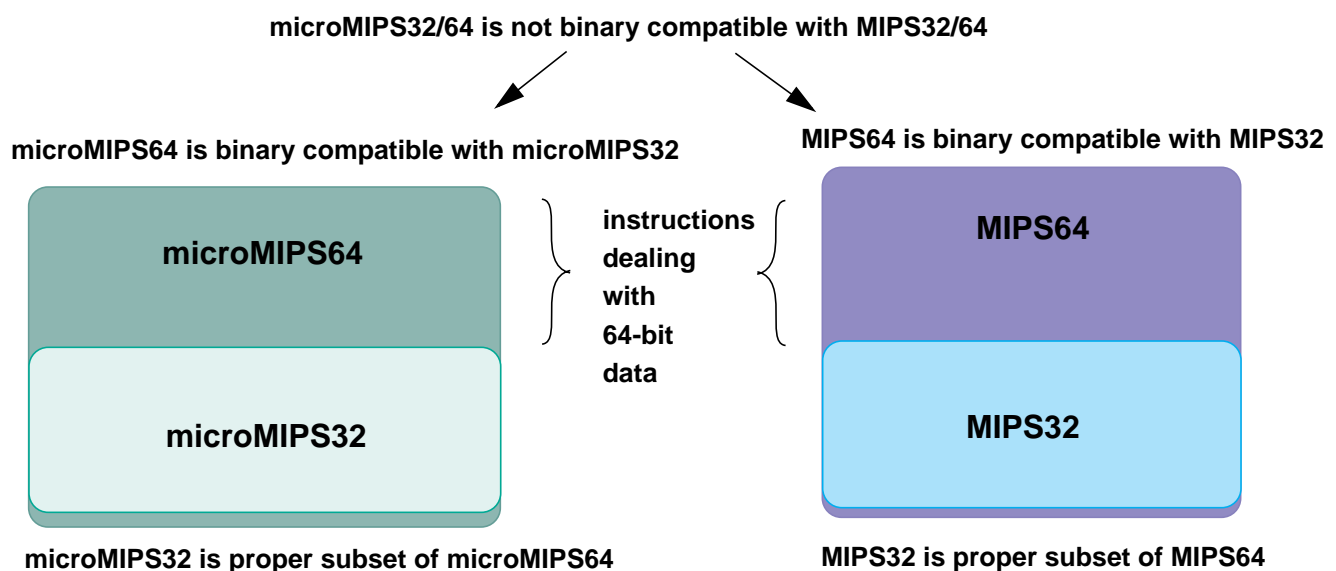 microMIPS32/64 is not binary compatible with MIPS32/64
microMIPS64 is binary compatible with microMIPS32
MIPS64 is binary compatible with MIPS32
microMIPS64
instructions
dealing
with
64-bit
data
MIPS64
microMIPS32
MIPS32
microMIPS32 is proper subset of microMIPS64
MIPS32 is proper subset of MIPS64